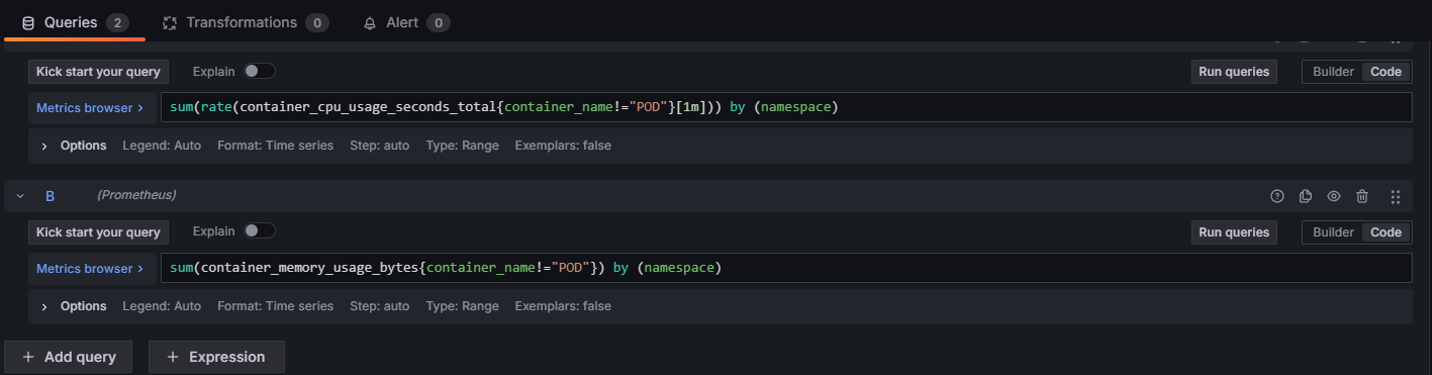 Queries 2 Transformations 0 Alert 0
Kick start your query Explain Run queries Builder Code
Metrics browser > sum(rate(container_cpu_usage_seconds_total{container_name!="POD"}[1m])) by (namespace)
> Options Legend: Auto Format: Time series Step: auto Type: Range Exemplars: false
B (Prometheus)
Kick start your query Explain Run queries Builder Code
Metrics browser > sum(container_memory_usage_bytes{container_name!="POD"}) by (namespace)
> Options Legend: Auto Format: Time series Step: auto Type: Range Exemplars: false
+ Add query + Expression